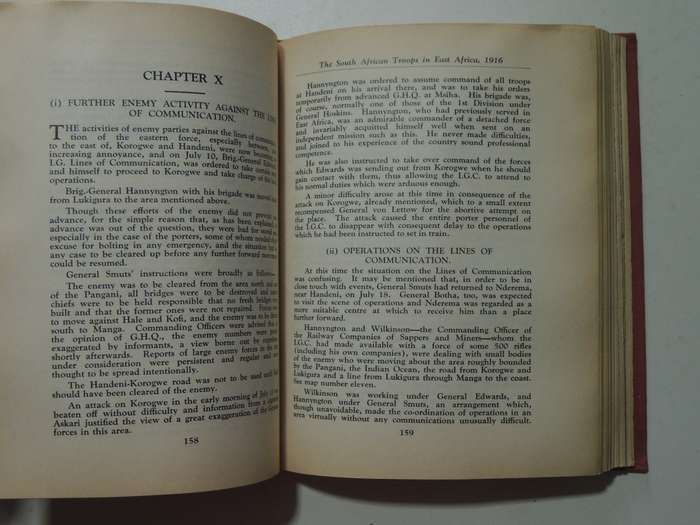 CHAPTER X
(i) FURTHER ENEMY ACTIVITY AGAINST THE LINES
OF COMMUNICATION.
THE activities of enemy parties against the lines of communica-
tion of the eastern force, especially between, and
to the east of, Korogwe and Handeni, were now becoming an
increasing annoyance, and on July 10, Brig.-General
I.G. Lines of Communication, was ordered to take certain
and himself to proceed to Korogwe and take charge of the
operations.
Brig.-General Hannyngton with his brigade was moved
from Lukigura to the area mentioned above.
Though these efforts of the enemy did not prevent
advance, for the simple reason that, as has been explained,
advance was out of the question, they were bad for
especially in the case of the porters, some of whom needed
excuse for bolting in any emergency, and the situation
any case to be cleared up before any further forward movement
could be resumed.
General Smuts' instructions were broadly as follows—
The enemy was to be cleared from the area north and
of the Pangani, all bridges to be destroyed and
chiefs were to be held responsible that no fresh bridges
built and that the former ones were not repaired.
to move against Hale and Kofi, and the enemy was to be
south to Manga. Commanding Officers were advised that
the opinion of G.H.Q., the enemy numbers were
exaggerated by informants, a view borne out by
shortly afterwards. Reports of large enemy forces in the
under consideration were persistent and regular and
thought to be spread intentionally.
The Handeni-Korogwe road was not to be used until
should have been cleared of the enemy.
An attack on Korogwe in the early morning of July
beaten off without difficulty and information from a
Askari justified the view of a great exaggeration of the
forces in this area.
158
The South African Troops in East Africa, 1916
Hannyngton was ordered to assume command of all troops
at Handeni on his arrival there, and was to take his orders
temporarily from advanced G.H.Q. at Msiha. His brigade was,
of course, normally one of those of the 1st Division under
General Hoskins. Hannyngton, who had previously served in
East Africa, was an admirable commander of a detached force
and invariably acquitted himself well when sent on an
independent mission such as this. He never made difficulties,
and joined to his experience of the country sound professional
competence.
He was also instructed to take over command of the forces
which Edwards was sending out from Korogwe when he should
gain contact with them, thus allowing the I.G.C. to attend
to his normal duties which were arduous enough.
A minor difficulty arose at this time in consequence of the
attack on Korogwe, already mentioned, which to a small extent
recompensed General von Lettow for the abortive attempt on
the place. The attack caused the entire porter personnel of
the I.G.C. to disappear with consequent delay to the operations
which he had been instructed to set in train.
(ii) OPERATIONS ON THE LINES OF
COMMUNICATION.
At this time the situation on the Lines of Communication
was confusing. It may be mentioned that, in order to be in
close touch with events, General Smuts had returned to Nderema,
near Handeni, on July 18. General Botha, too, was expected
to visit the scene of operations and Nderema was regarded as a
more suitable centre at which to receive him than a place
further forward.
Hannyngton and Wilkinson—the Commanding Officer of
the Railway Companies of Sappers and Miners—whom the
I.G.C. had made available with a force of some 500 rifles
(including his own companies), were dealing with small bodies
of the enemy who were moving about the area roughly bounded
by the Pangani, the Indian Ocean, the road from Korogwe and
Lukigura and a line from Lukigura through Manga to the coast.
See map number eleven.
Wilkinson was working under General Edwards, and
Hannyngton under General Smuts, an arrangement which,
though unavoidable, made the co-ordination of operations in an
area virtually without any communications unusually difficult.
159